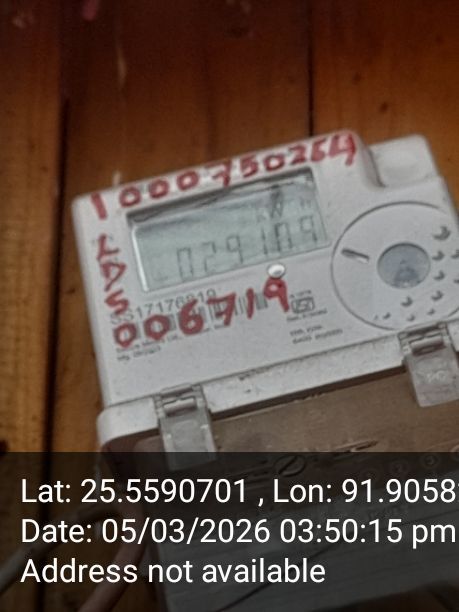 1000750264
kWh
029109
LDS
SS17176819
006719
Lat: 25.5590701 , Lon: 91.9058
Date: 05/03/2026 03:50:15 pm
Address not available